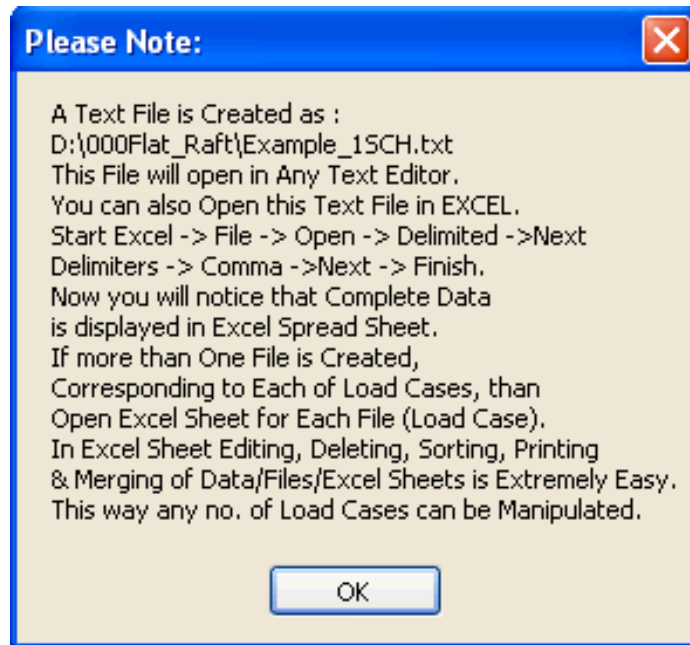 Please Note:
A Text File is Created as :
D:\000Flat_Raft\Example_1SCH.txt
This File will open in Any Text Editor.
You can also Open this Text File in EXCEL.
Start Excel -> File -> Open -> Delimited ->Next
Delimiters -> Comma ->Next -> Finish.
Now you will notice that Complete Data
is displayed in Excel Spread Sheet.
If more than One File is Created,
Corresponding to Each of Load Cases, than
Open Excel Sheet for Each File (Load Case).
In Excel Sheet Editing, Deleting, Sorting, Printing
& Merging of Data/Files/Excel Sheets is Extremely Easy.
This way any no. of Load Cases can be Manipulated.
OK